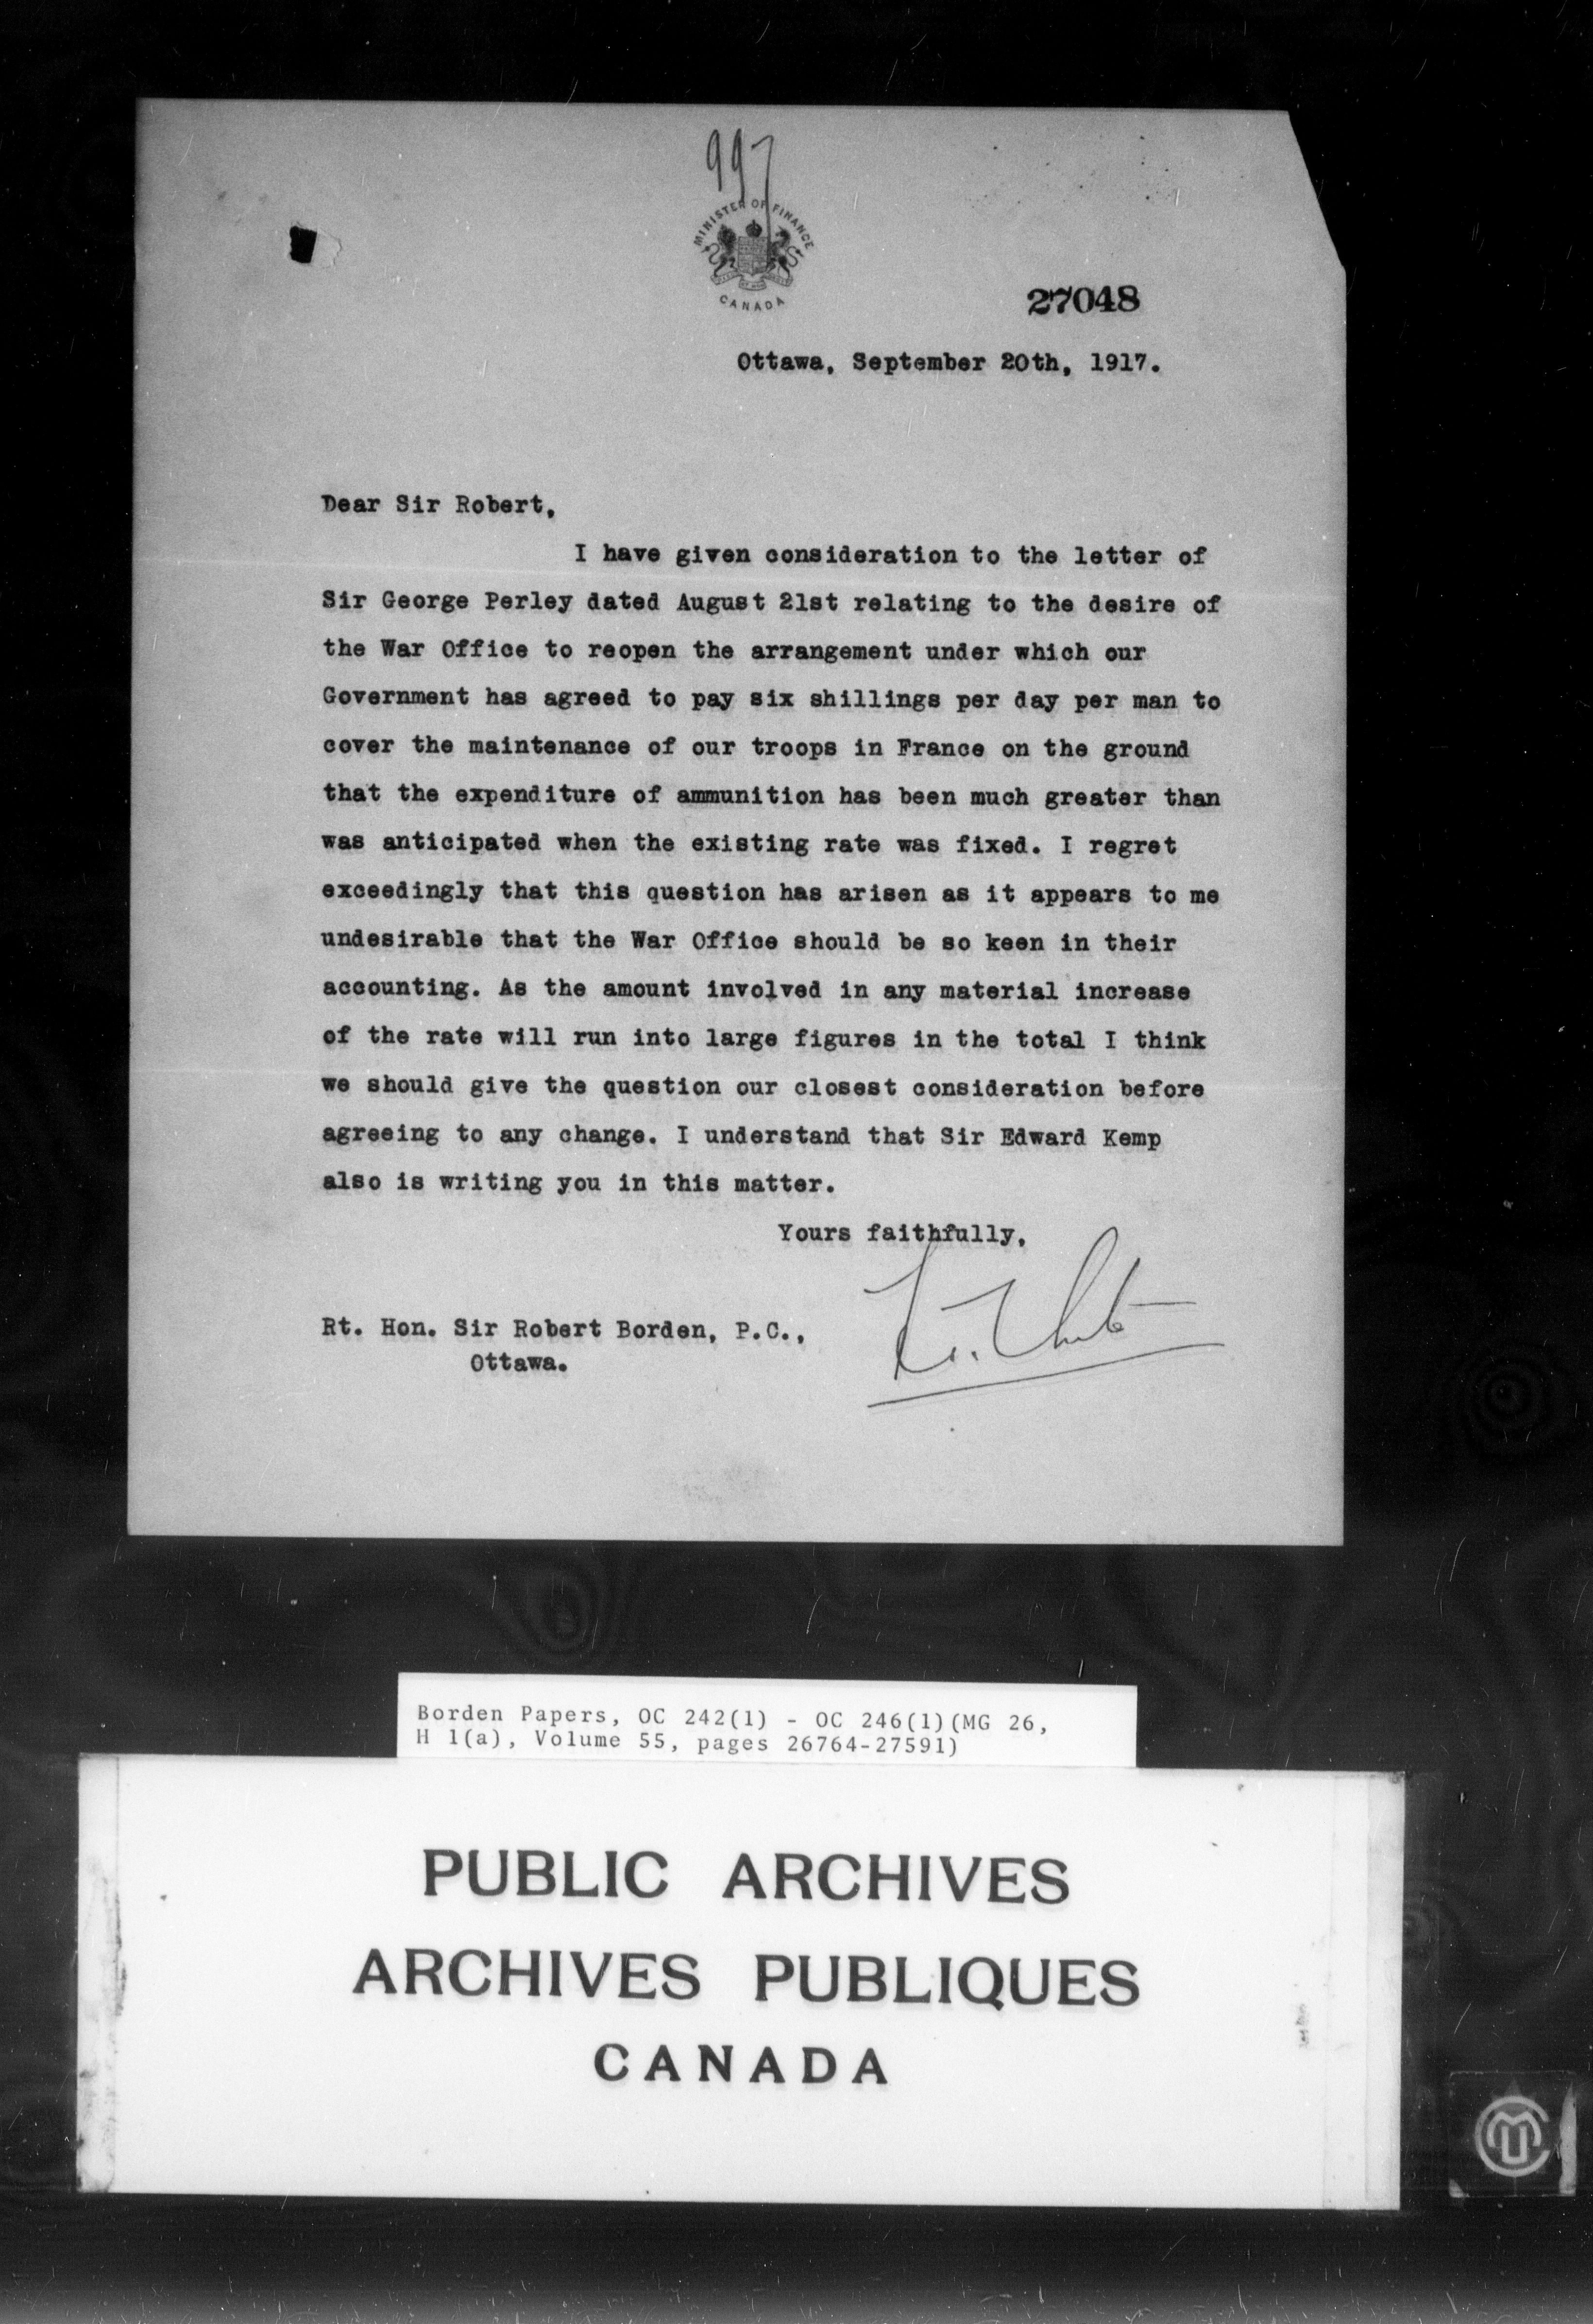 997
MINISTER OF FINANCE
CANADA
27048
Ottawa, September 20th, 1917.
Dear Sir Robert,
I have given consideration to the letter of
Sir George Perley dated August 21st relating to the desire of
the War Office to reopen the arrangement under which our
Government has agreed to pay six shillings per day per man to
cover the maintenance of our troops in France on the ground
that the expenditure of ammunition has been much greater than
was anticipated when the existing rate was fixed. I regret
exceedingly that this question has arisen as it appears to me
undesirable that the War Office should be so keen in their
accounting. As the amount involved in any material increase
of the rate will run into large figures in the total I think
we should give the question our closest consideration before
agreeing to any change. I understand that Sir Edward Kemp
also is writing you in this matter.
Yours faithfully,
Rt. Hon. Sir Robert Borden, P.C.,
Ottawa.
Borden Papers, OC 242(1) - OC 246(1)(MG 26,
H 1(a), Volume 55, pages 26764-27591)
PUBLIC ARCHIVES
ARCHIVES PUBLIQUES
CANADA